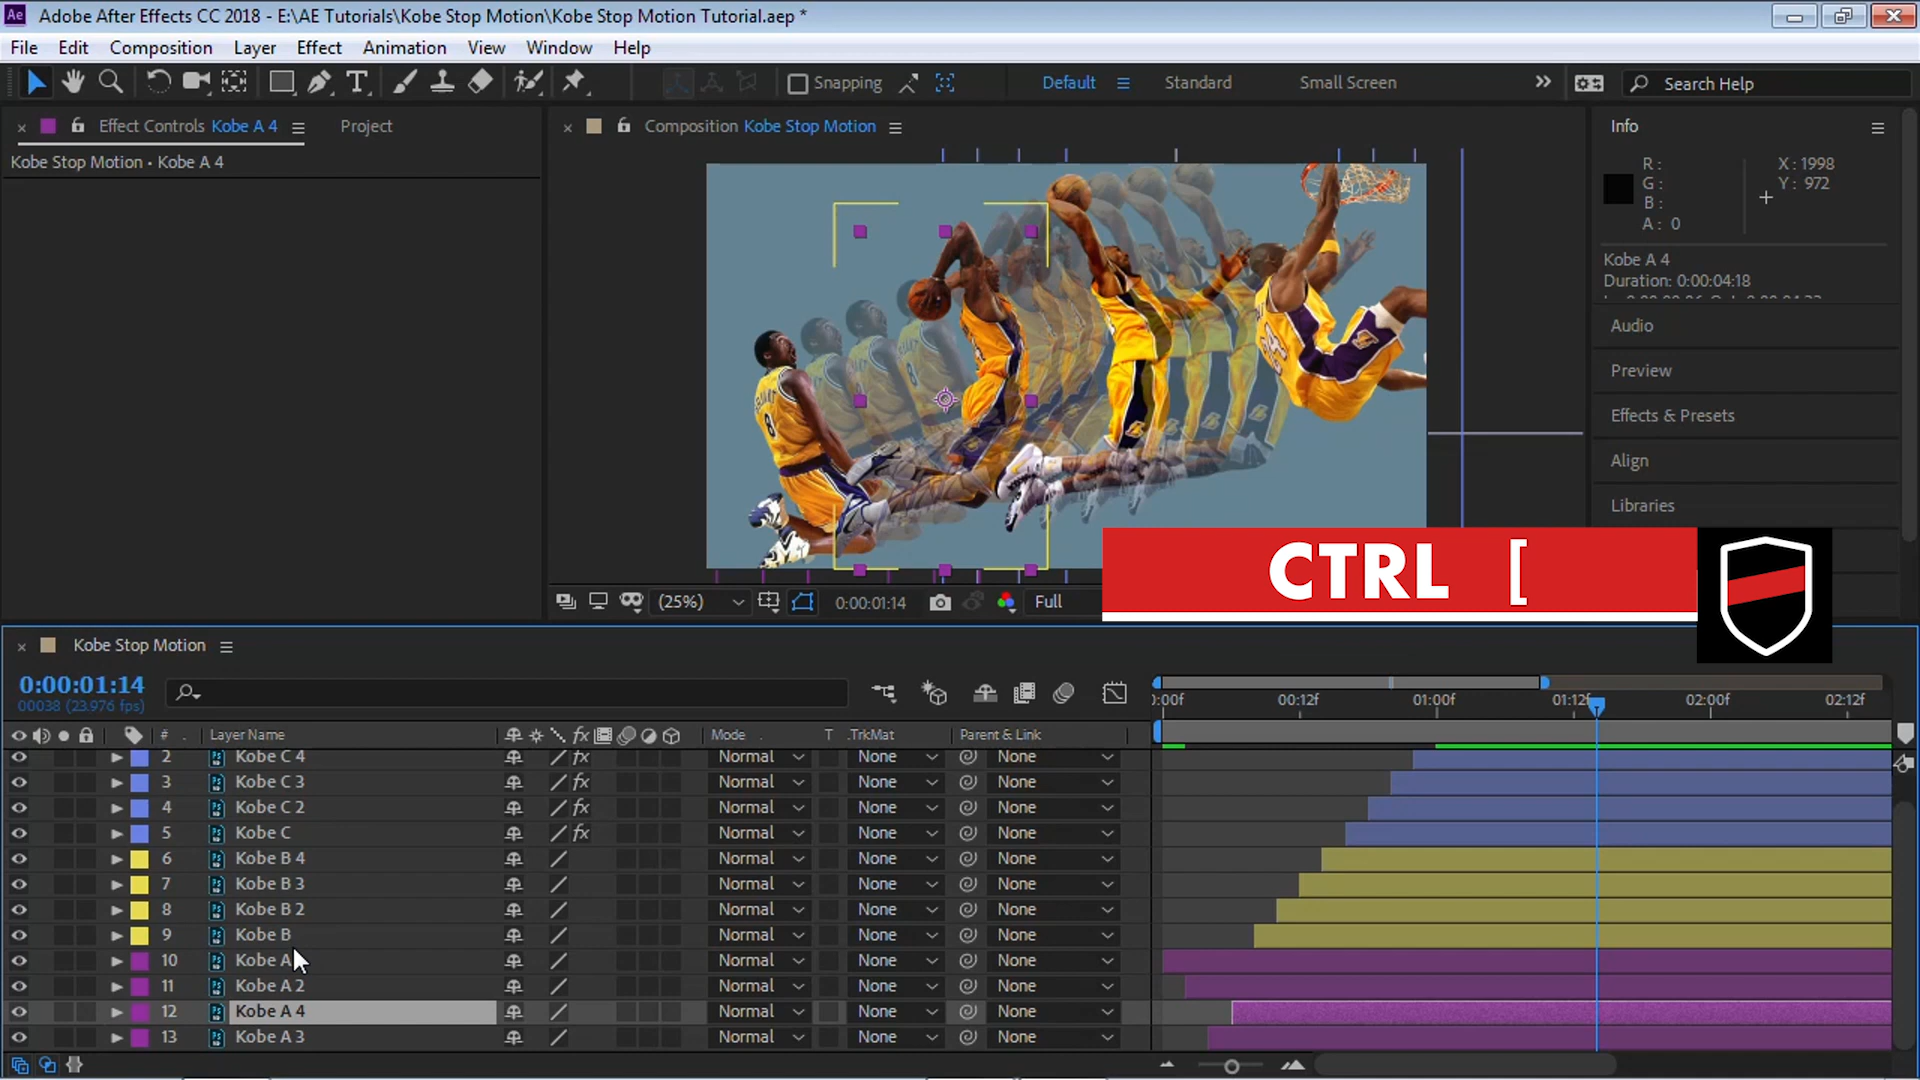 Adobe After Effects CC 2018 - E:\AE Tutorials\Kobe Stop Motion\Kobe Stop Motion Tutorial.aep *
File Edit Composition Layer Effect Animation View Window Help
Snapping Default Standard Small Screen Search Help
Effect Controls Kobe A 4 Project
Composition Kobe Stop Motion
Info
Kobe Stop Motion • Kobe A 4
R :
G :
B :
A : 0
X : 1998
Y : 972
Kobe A 4
Duration: 0:00:04:18
Audio
Preview
Effects & Presets
Align
Libraries
CTRL [
(25%) 0:00:01:14 Full
Kobe Stop Motion
0:00:01:14
00038 (23.976 fps)
:00f 00:12f 01:00f 01:12f 02:00f 02:12f
# Layer Name fx Mode T .TrkMat Parent & Link
2 Kobe C 4 fx Normal None None
3 Kobe C 3 fx Normal None None
4 Kobe C 2 fx Normal None None
5 Kobe C fx Normal None None
6 Kobe B 4 Normal None None
7 Kobe B 3 Normal None None
8 Kobe B 2 Normal None None
9 Kobe B Normal None None
10 Kobe A Normal None None
11 Kobe A 2 Normal None None
12 Kobe A 4 Normal None None
13 Kobe A 3 Normal None None